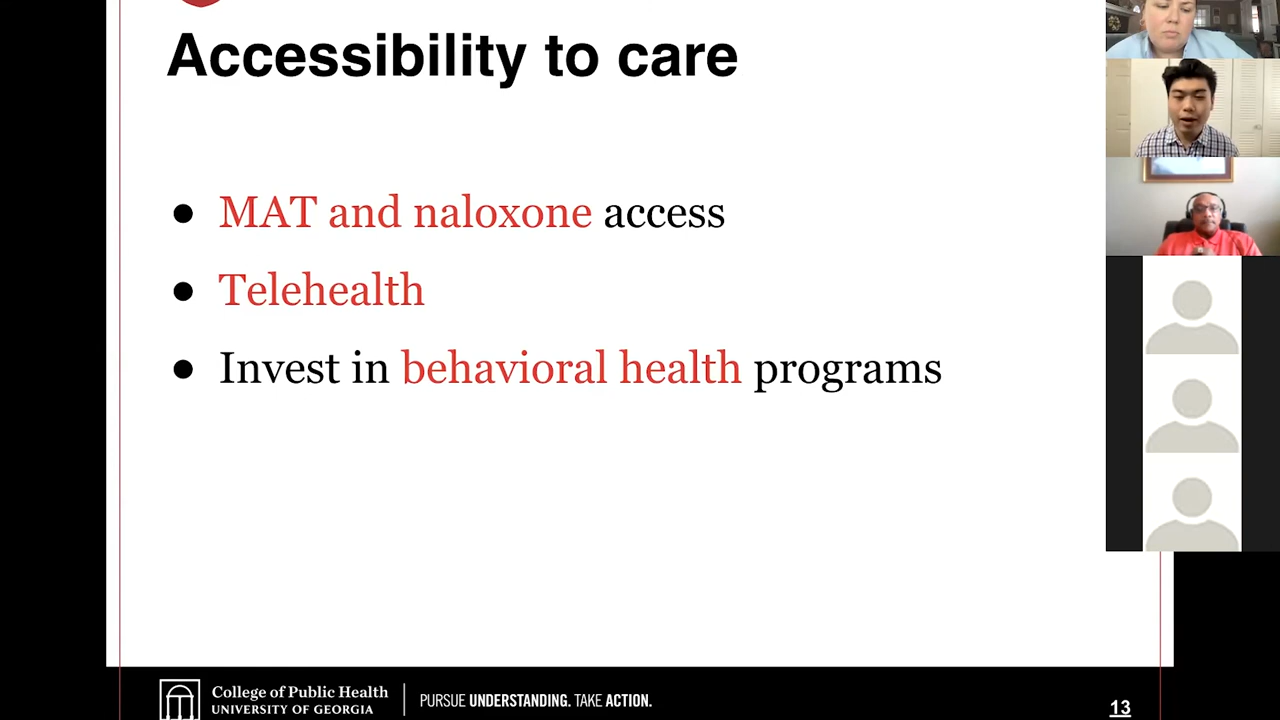 Accessibility to care
● MAT and naloxone access
● Telehealth
● Invest in behavioral health programs
College of Public Health
UNIVERSITY OF GEORGIA
PURSUE UNDERSTANDING. TAKE ACTION.
13